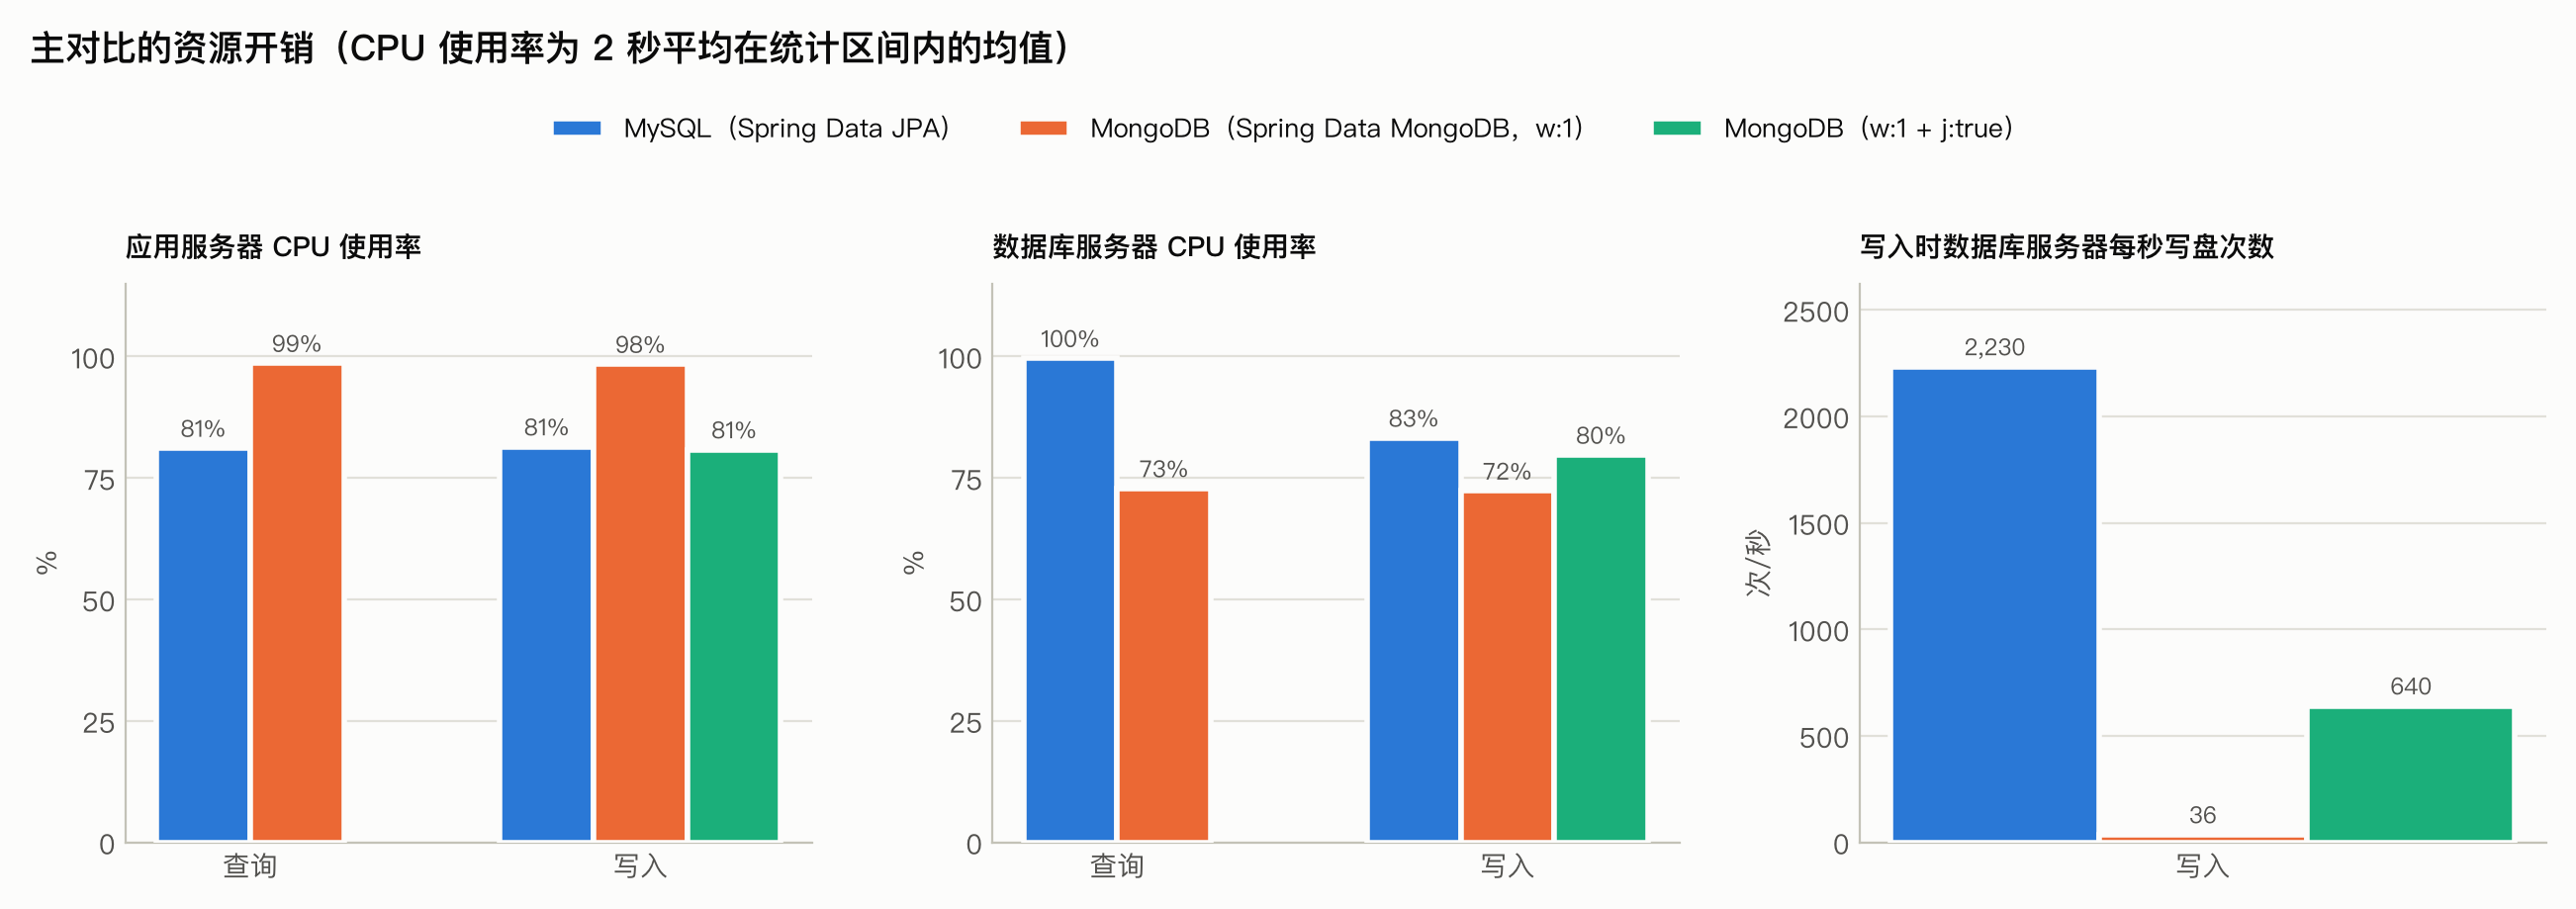 主对比的资源开销（CPU 使用率为 2 秒平均在统计区间内的均值）
MySQL（Spring Data JPA）
MongoDB（Spring Data MongoDB，w:1）
MongoDB（w:1 + j:true）
应用服务器 CPU 使用率
%
100
75
50
25
0
81%
99%
81%
98%
81%
查询
写入
数据库服务器 CPU 使用率
%
100
75
50
25
0
100%
73%
83%
72%
80%
查询
写入
写入时数据库服务器每秒写盘次数
次/秒
2500
2000
1500
1000
500
0
2,230
36
640
写入